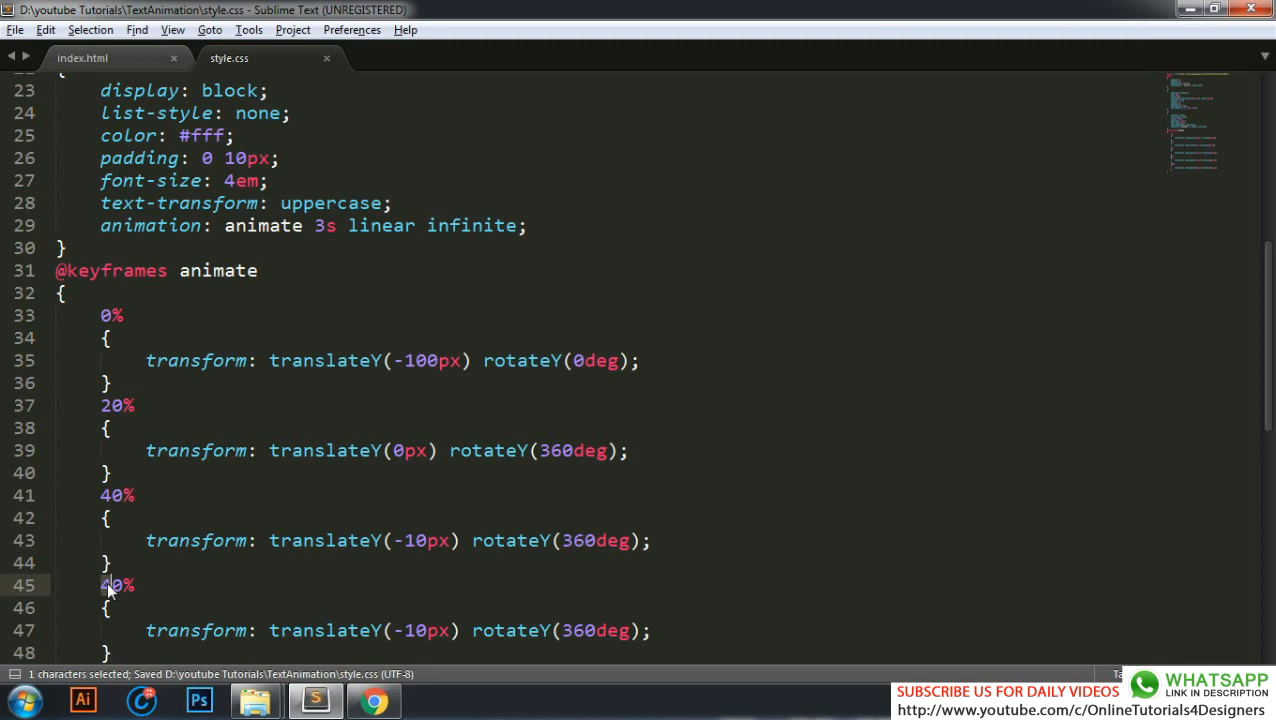 D:\youtube Tutorials\TextAnimation\style.css - Sublime Text (UNREGISTERED)
File Edit Selection Find View Goto Tools Project Preferences Help
index.html × style.css ×
{
23 display: block;
24 list-style: none;
25 color: #fff;
26 padding: 0 10px;
27 font-size: 4em;
28 text-transform: uppercase;
29 animation: animate 3s linear infinite;
30 }
31 @keyframes animate
32 {
33 0%
34 {
35 transform: translateY(-100px) rotateY(0deg);
36 }
37 20%
38 {
39 transform: translateY(0px) rotateY(360deg);
40 }
41 40%
42 {
43 transform: translateY(-10px) rotateY(360deg);
44 }
45 40%
46 {
47 transform: translateY(-10px) rotateY(360deg);
48 }
1 characters selected; Saved D:\youtube Tutorials\TextAnimation\style.css (UTF-8)
Ai Ps S
SUBSCRIBE US FOR DAILY VIDEOS
http://www.youtube.com/c/OnlineTutorials4Designers
WHATSAPP
LINK IN DESCRIPTION